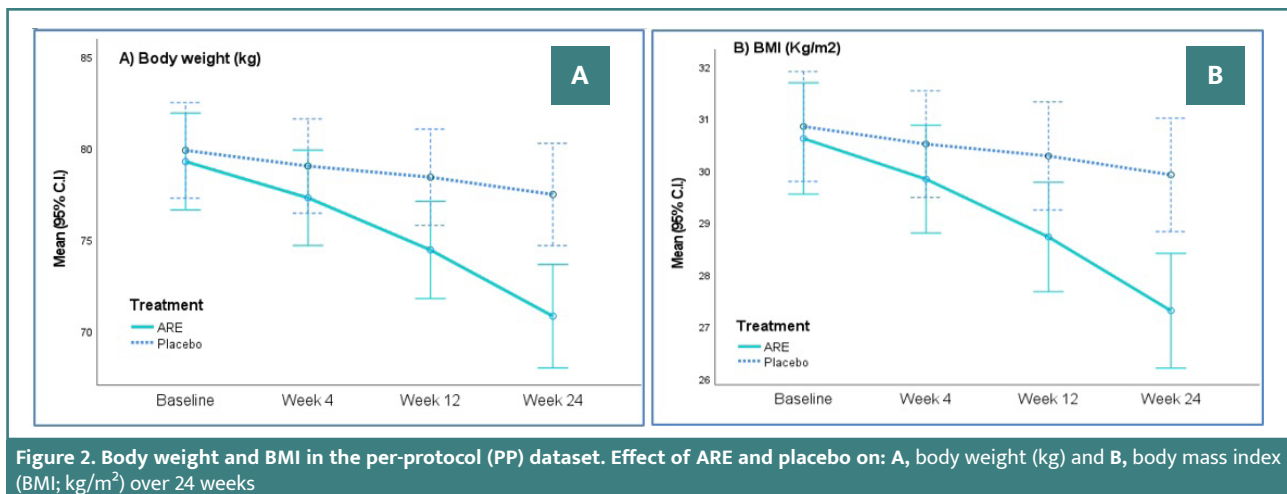 A) Body weight (kg)
A
85
80
75
70
Mean (95% C.I.)
Treatment
ARE
Placebo
Baseline
Week 4
Week 12
Week 24
B) BMI (Kg/m2)
B
32
31
30
29
28
27
26
Mean (95% C.I.)
Treatment
ARE
Placebo
Baseline
Week 4
Week 12
Week 24
Figure 2. Body weight and BMI in the per-protocol (PP) dataset. Effect of ARE and placebo on: A, body weight (kg) and B, body mass index
(BMI; kg/m²) over 24 weeks